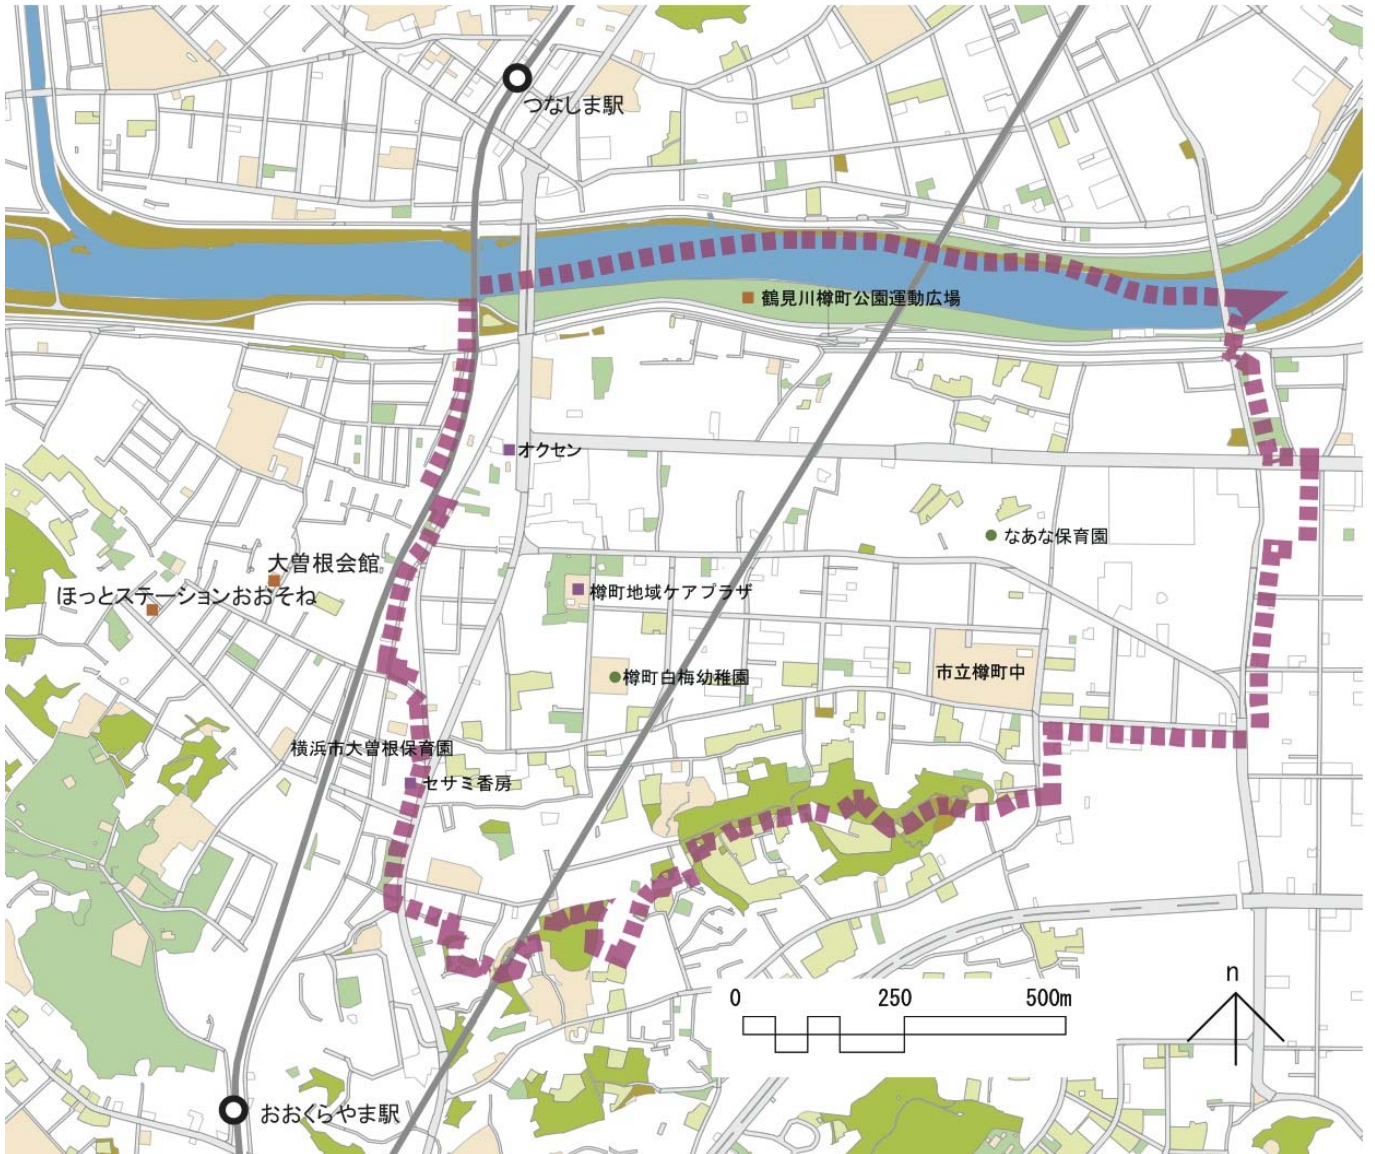 つなしま駅
鶴見川樽町公園運動広場
オクセン
なあな保育園
大曽根会館
ほっとステーションおおそね
樽町地域ケアプラザ
樽町白梅幼稚園
市立樽町中
横浜市大曽根保育園
セサミ香房
0 250 500m
n
おおくらやま駅